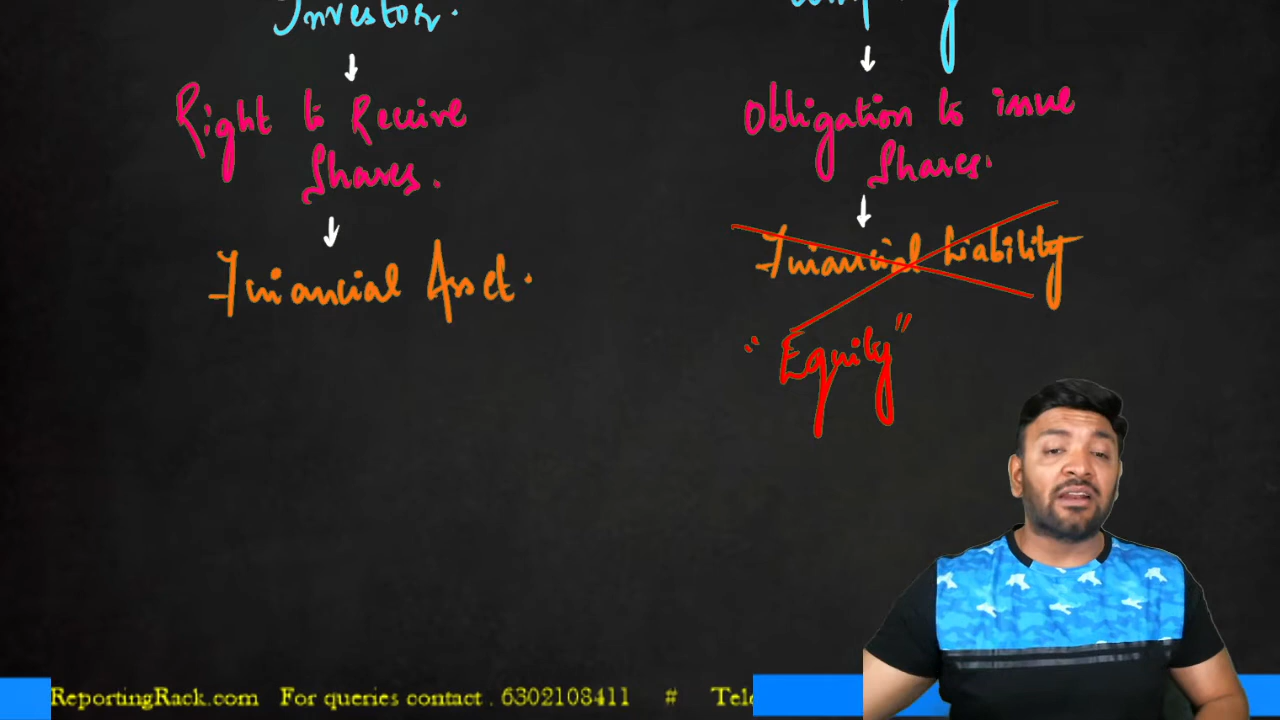 Investor.
Right to Receive
Shares.
Financial Asset.
Obligation to issue
Shares.
Financial Liability
"Equity"
ReportingRack.com For queries contact . 6302108411 #